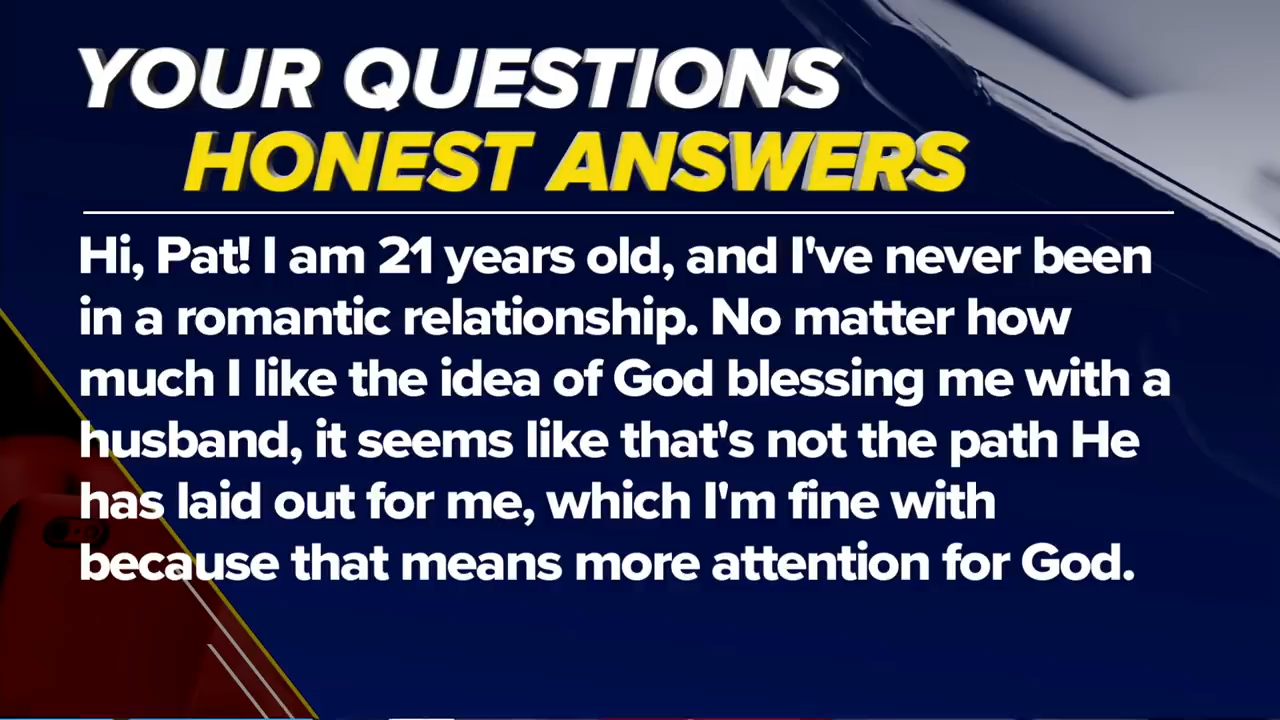 YOUR QUESTIONS
HONEST ANSWERS
Hi, Pat! I am 21 years old, and I've never been
in a romantic relationship. No matter how
much I like the idea of God blessing me with a
husband, it seems like that's not the path He
has laid out for me, which I'm fine with
because that means more attention for God.